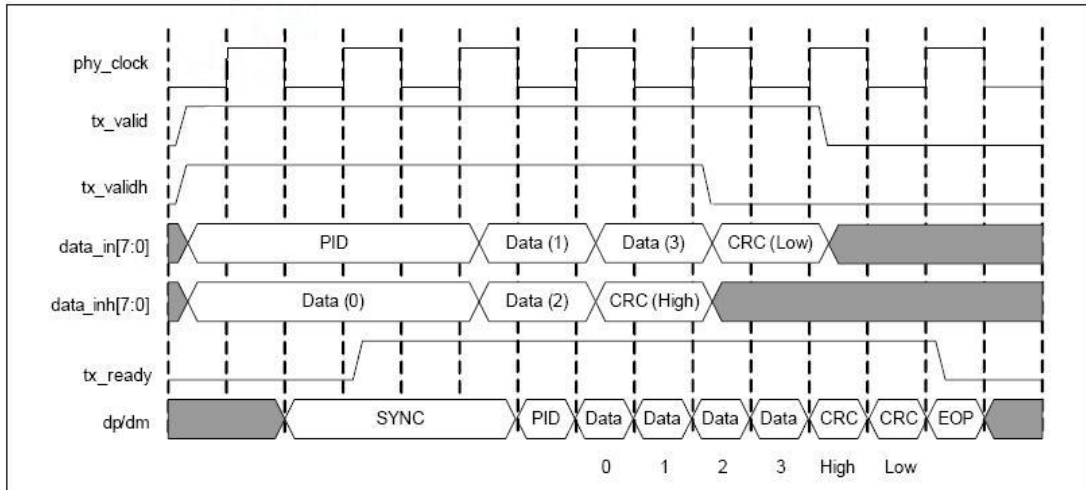 phy_clock
tx_valid
tx_validh
data_in[7:0] PID Data (1) Data (3) CRC (Low)
data_inh[7:0] Data (0) Data (2) CRC (High)
tx_ready
dp/dm SYNC PID Data Data Data Data CRC CRC EOP
0 1 2 3 High Low